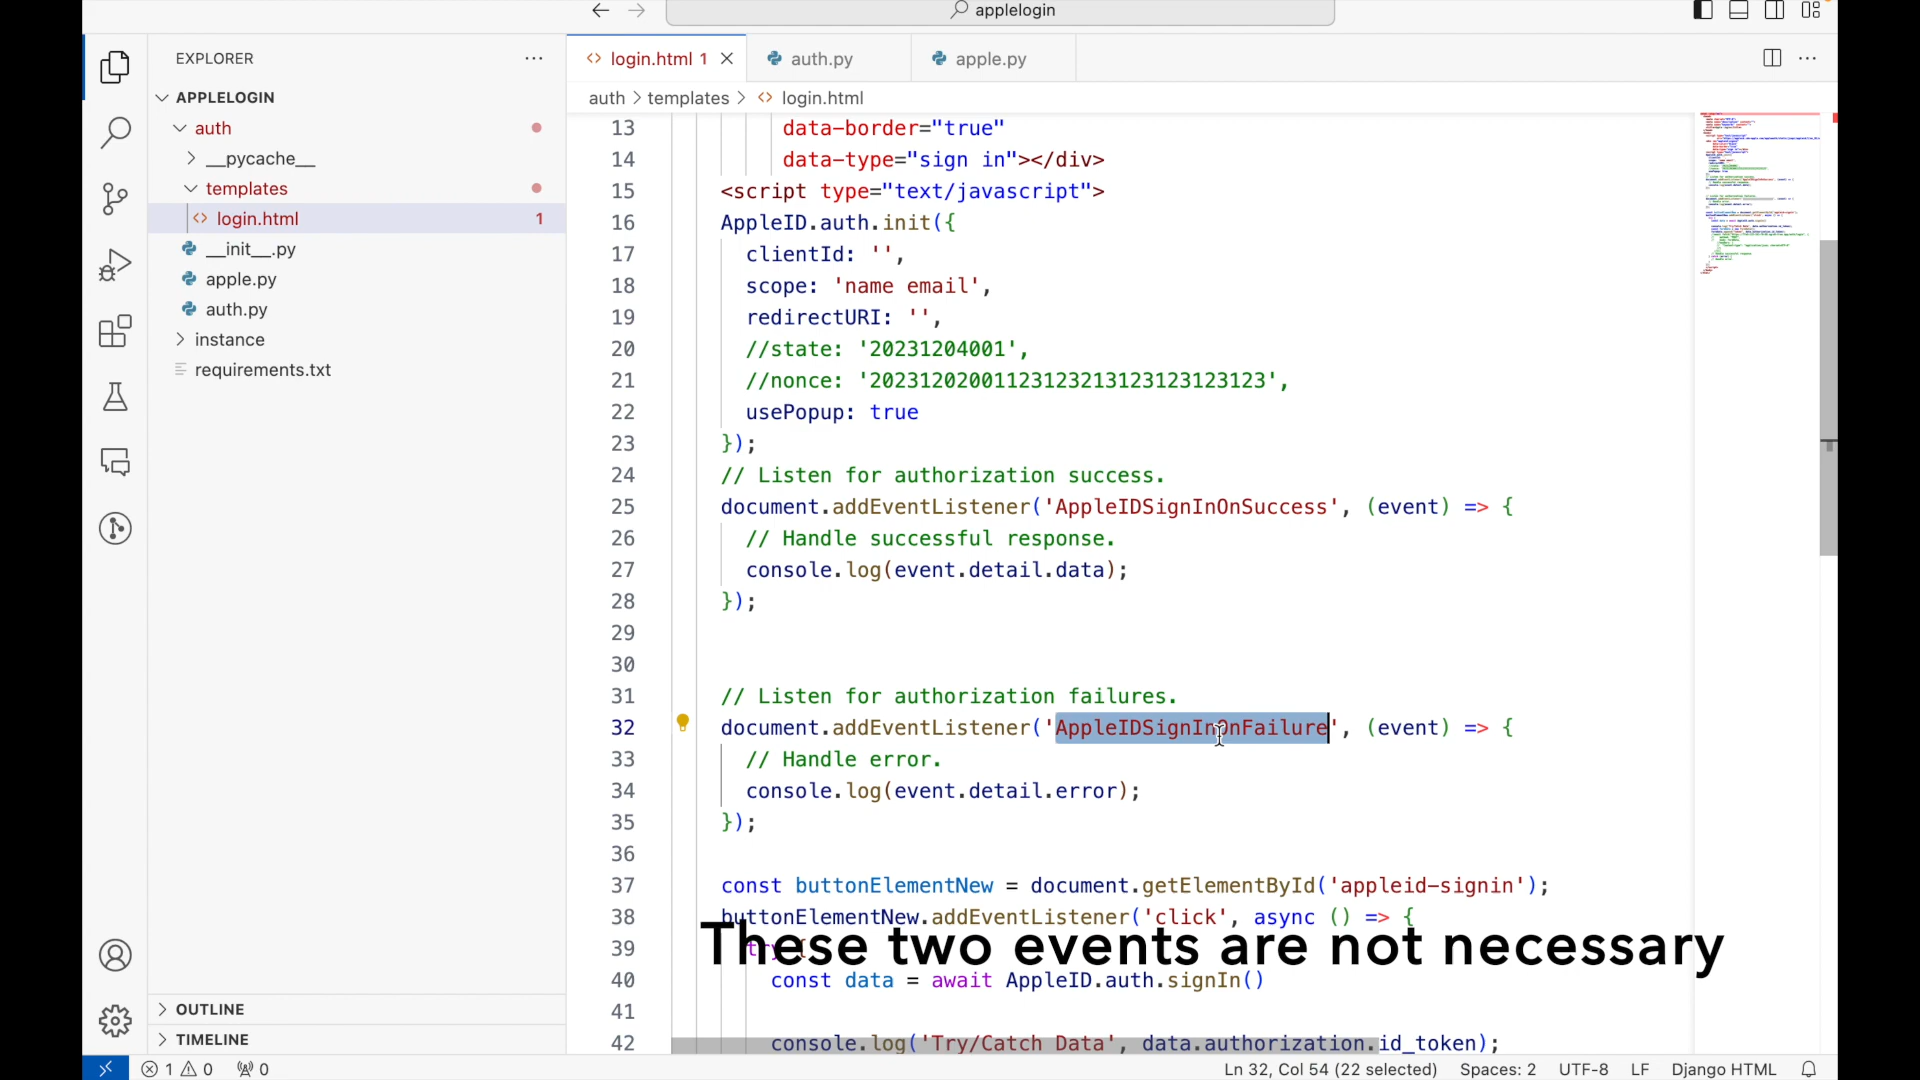 applelogin
EXPLORER
login.html 1
auth.py
apple.py
APPLELOGIN
auth > templates > login.html
auth
__pycache__
templates
login.html 1
__init__.py
apple.py
auth.py
instance
requirements.txt
13 data-border="true"
14 data-type="sign in"></div>
15 <script type="text/javascript">
16 AppleID.auth.init({
17 clientId: '',
18 scope: 'name email',
19 redirectURI: '',
20 //state: '20231204001',
21 //nonce: '20231202001123123213123123123123',
22 usePopup: true
23 });
24 // Listen for authorization success.
25 document.addEventListener('AppleIDSignInOnSuccess', (event) => {
26 // Handle successful response.
27 console.log(event.detail.data);
28 });
29
30
31 // Listen for authorization failures.
32 document.addEventListener('AppleIDSignInOnFailure', (event) => {
33 // Handle error.
34 console.log(event.detail.error);
35 });
36
37 const buttonElementNew = document.getElementById('appleid-signin');
38 buttonElementNew.addEventListener('click', async () => {
39 try {
These two events are not necessary
40 const data = await AppleID.auth.signIn()
41
42 console.log('Try/Catch Data', data.authorization.id_token);
OUTLINE
TIMELINE
1 0 0
Ln 32, Col 54 (22 selected) Spaces: 2 UTF-8 LF Django HTML